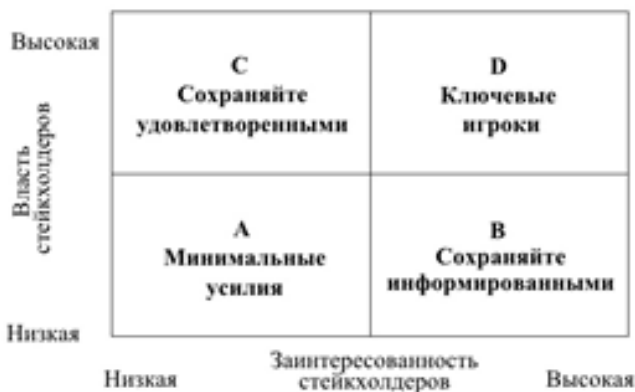 Высокая
C
Сохраняйте
удовлетворенными
D
Ключевые
игроки
Власть
стейкхолдеров
A
Минимальные
усилия
B
Сохраняйте
информированными
Низкая
Низкая
Заинтересованность
стейкхолдеров
Высокая